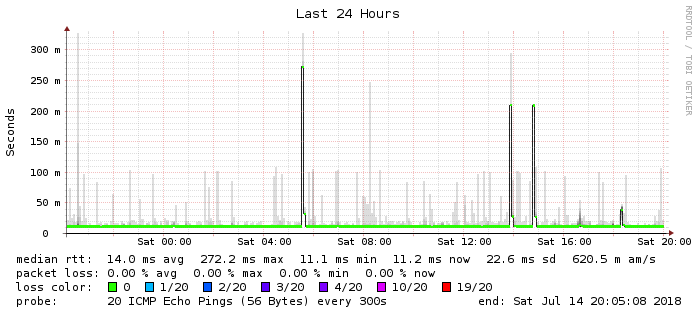 Last 24 Hours
RRDTOOL / TOBI OETIKER
Seconds
300 m
250 m
200 m
150 m
100 m
50 m
0
Sat 00:00 Sat 04:00 Sat 08:00 Sat 12:00 Sat 16:00 Sat 20:00
median rtt: 14.0 ms avg 272.2 ms max 11.1 ms min 11.2 ms now 22.6 ms sd 620.5 m am/s
packet loss: 0.00 % avg 0.00 % max 0.00 % min 0.00 % now
loss color: 0 1/20 2/20 3/20 4/20 10/20 19/20
probe: 20 ICMP Echo Pings (56 Bytes) every 300s end: Sat Jul 14 20:05:08 2018